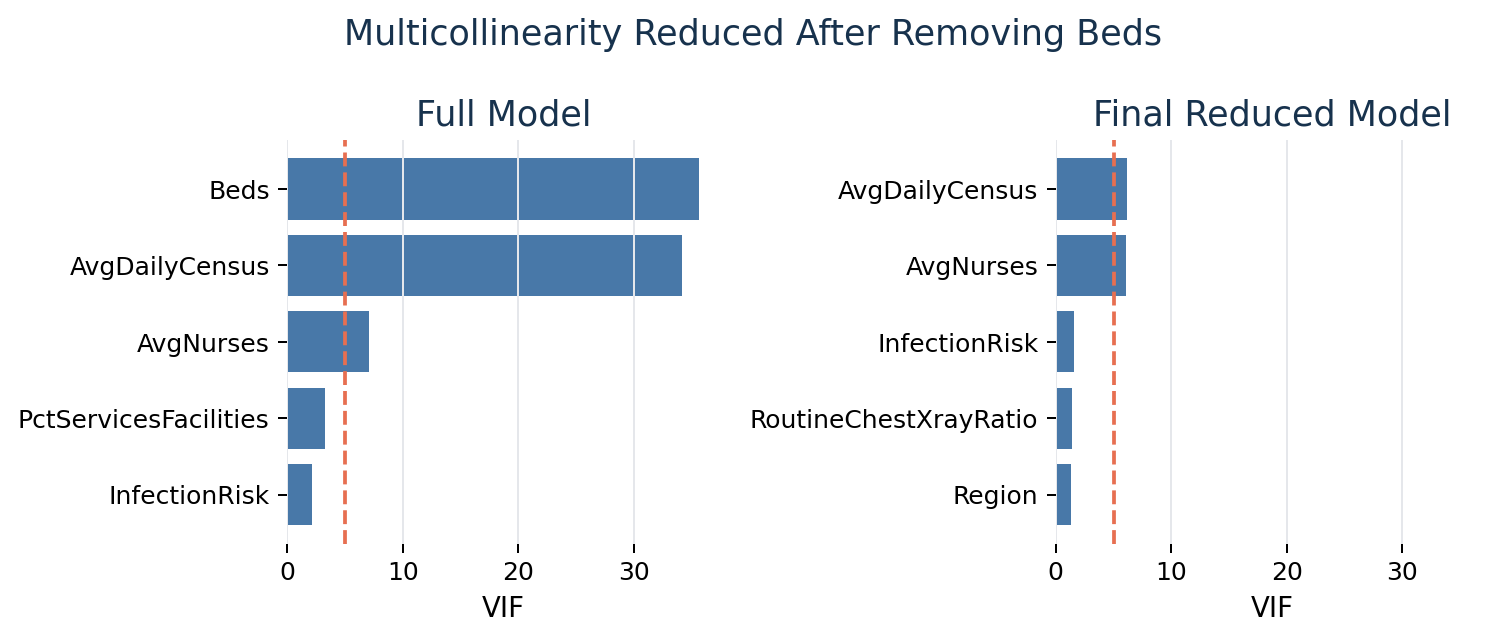 Multicollinearity Reduced After Removing Beds
Full Model
Beds
AvgDailyCensus
AvgNurses
PctServicesFacilities
InfectionRisk
0 10 20 30
VIF
Final Reduced Model
AvgDailyCensus
AvgNurses
InfectionRisk
RoutineChestXrayRatio
Region
0 10 20 30
VIF